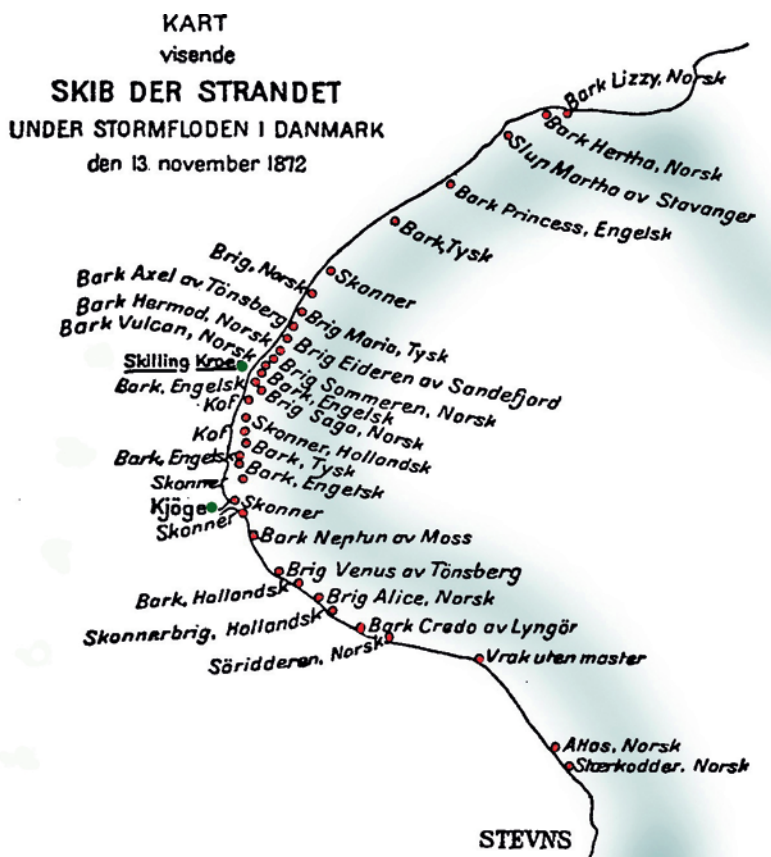 KART
visende
SKIB DER STRANDET
UNDER STORMFLODEN I DANMARK
den 13. november 1872
Bark Lizzy, Norsk
Bark Hertha, Norsk
Slup Martha av Stavanger
Bark Princess, Engelsk
Bark, Tysk
Skonner
Brig, Norsk
Brig Maria, Tysk
Bark Axel av Tönsberg
Brig Eideren av Sandefjord
Bark Hermod, Norsk
Brig Sommeren, Norsk
Bark Vulcan, Norsk
Bark, Engelsk
Skilling Kroe
Brig Saga, Norsk
Bark, Engelsk
Kof
Skonner, Hollandsk
Kof
Bark, Tysk
Bark, Engelsk
Bark, Engelsk
Skonner
Skonner
Kjöge
Skonner
Bark Neptun av Moss
Brig Venus av Tönsberg
Bark, Hollandsk
Brig Alice, Norsk
Skonnerbrig, Hollandsk
Bark Credo av Lyngör
Söridderen, Norsk
Vrak uten master
Atlas, Norsk
Stærkodder, Norsk
STEVNS